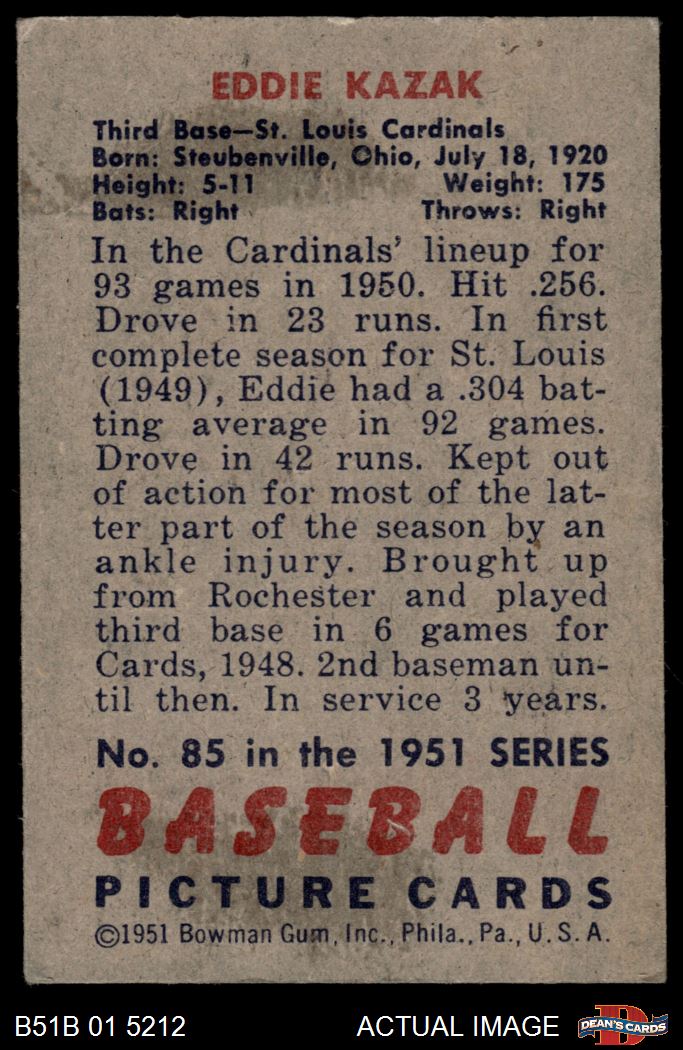 EDDIE KAZAK
Third Base—St. Louis Cardinals
Born: Steubenville, Ohio, July 18, 1920
Height: 5-11 Weight: 175
Bats: Right Throws: Right
In the Cardinals' lineup for
93 games in 1950. Hit .256.
Drove in 23 runs. In first
complete season for St. Louis
(1949), Eddie had a .304 bat-
ting average in 92 games.
Drove in 42 runs. Kept out
of action for most of the lat-
ter part of the season by an
ankle injury. Brought up
from Rochester and played
third base in 6 games for
Cards, 1948. 2nd baseman un-
til then. In service 3 years.
No. 85 in the 1951 SERIES
BASEBALL
PICTURE CARDS
©1951 Bowman Gum, Inc., Phila., Pa., U.S.A.
B51B 01 5212 ACTUAL IMAGE D DEAN'S CARDS